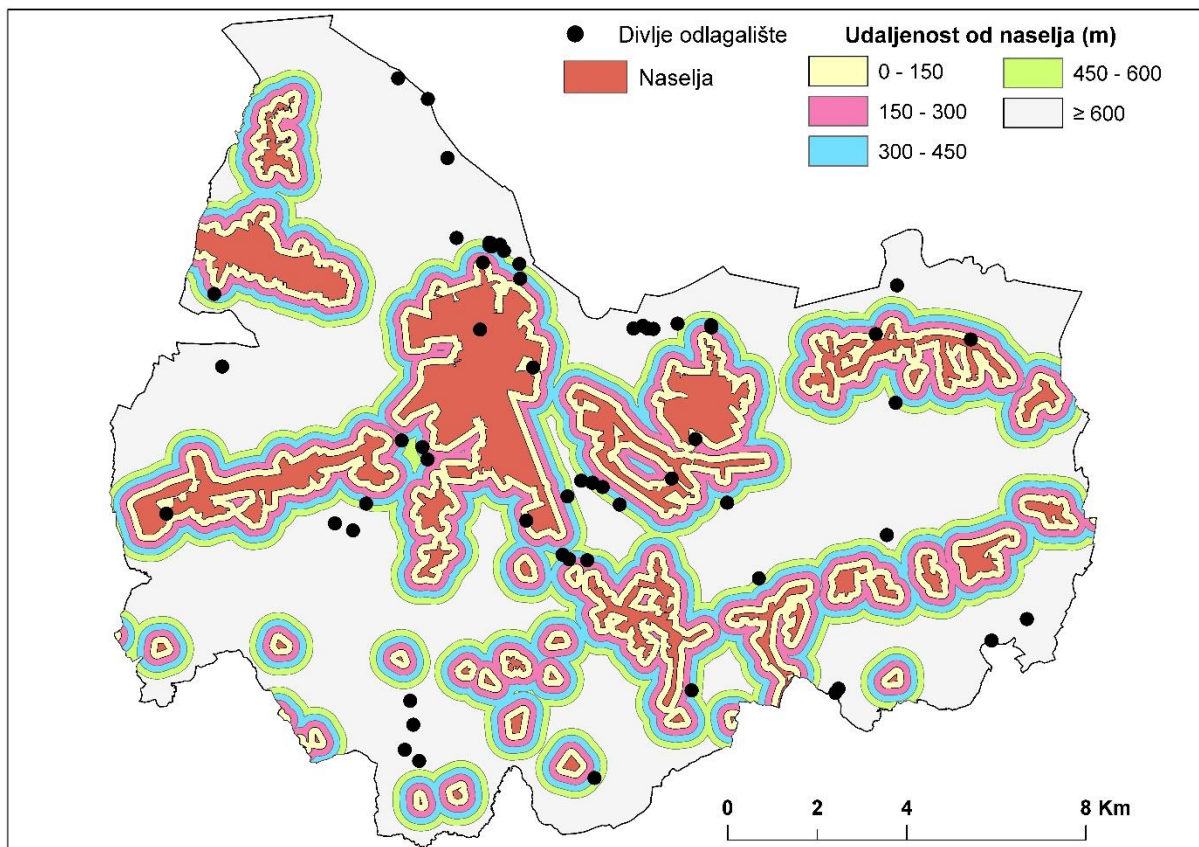 Divlje odlagalište
Naselja
Udaljenost od naselja (m)
0 - 150
150 - 300
300 - 450
450 - 600
≥ 600
0 2 4 8 Km